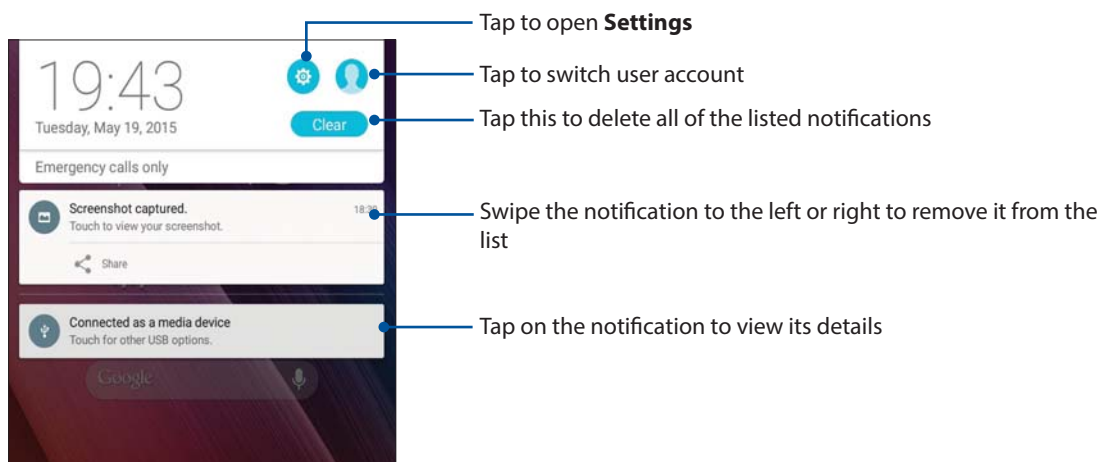 Tap to open Settings
19:43
Tap to switch user account
Tuesday, May 19, 2015
Clear
Tap this to delete all of the listed notifications
Emergency calls only
Screenshot captured.
Touch to view your screenshot.
Swipe the notification to the left or right to remove it from the
list
Share
Connected as a media device
Touch for other USB options.
Tap on the notification to view its details
Google